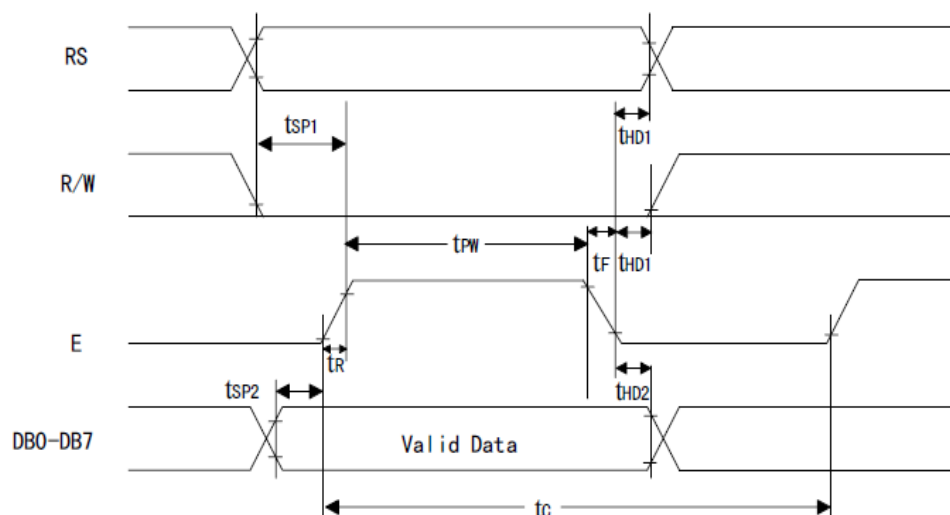 RS
tSP1
tHD1
R/W
tPW
tF
tHD1
E
tR
tSP2
tHD2
DB0-DB7
Valid Data
tC